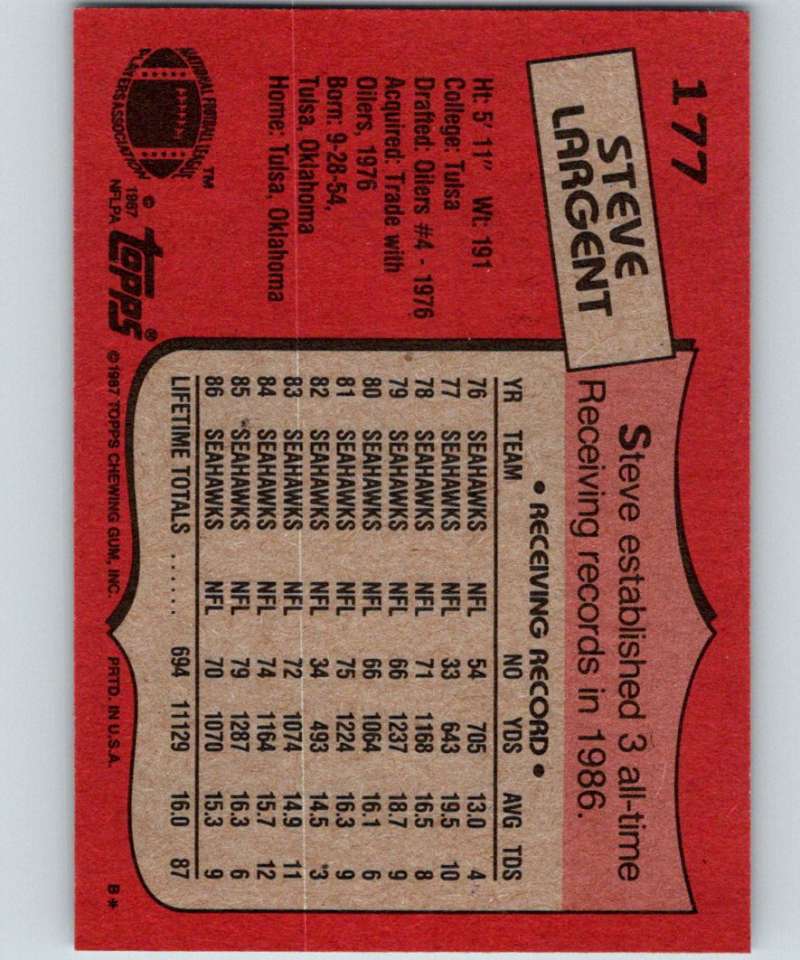 177
STEVE
LARGENT
Ht: 5' 11" Wt: 191
College: Tulsa
Drafted: Oilers #4 - 1976
Acquired: Trade with
Oilers, 1976
Born: 9-28-54,
Tulsa, Oklahoma
Home: Tulsa, Oklahoma
NATIONAL FOOTBALL LEAGUE
PLAYERS ASSOCIATION
TM
© 1987
NFLPA
topps®
Steve established 3 all-time
Receiving records in 1986.
• RECEIVING RECORD •
YR TEAM NO YDS AVG TDS
76 SEAHAWKS NFL 54 705 13.0 4
77 SEAHAWKS NFL 33 643 19.5 10
78 SEAHAWKS NFL 71 1168 16.5 8
79 SEAHAWKS NFL 66 1237 18.7 9
80 SEAHAWKS NFL 66 1064 16.1 6
81 SEAHAWKS NFL 75 1224 16.3 9
82 SEAHAWKS NFL 34 493 14.5 3
83 SEAHAWKS NFL 72 1074 14.9 11
84 SEAHAWKS NFL 74 1164 15.7 12
85 SEAHAWKS NFL 79 1287 16.3 6
86 SEAHAWKS NFL 70 1070 15.3 9
LIFETIME TOTALS ...... 694 11129 16.0 87
©1987 TOPPS CHEWING GUM, INC. PRTD. IN U.S.A. B*